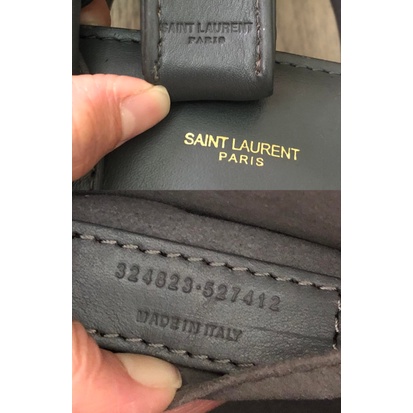 SAINT LAURENT
PARIS
SAINT LAURENT
PARIS
324823·527412
MADE IN ITALY